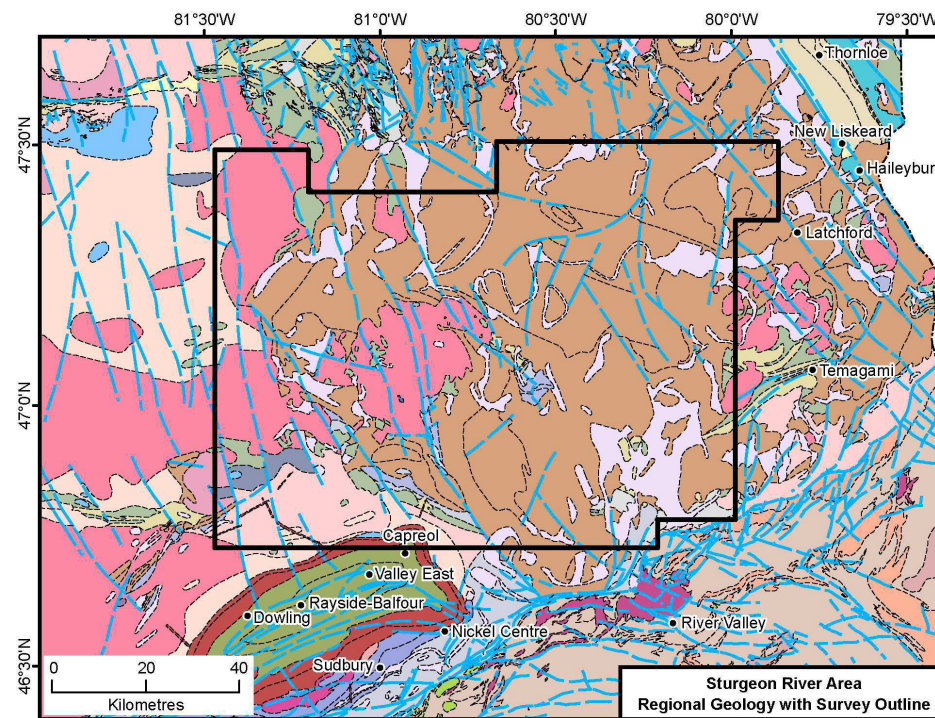 81°30'W 81°0'W 80°30'W 80°0'W 79°30'W
Thornloe
47°30'N
New Liskeard
Haileybur
Latchford
Temagami
47°0'N
Capreol
Valley East
Rayside-Balfour
Dowling
Nickel Centre
River Valley
Sudbury
46°30'N
0 20 40
Kilometres
Sturgeon River Area
Regional Geology with Survey Outline